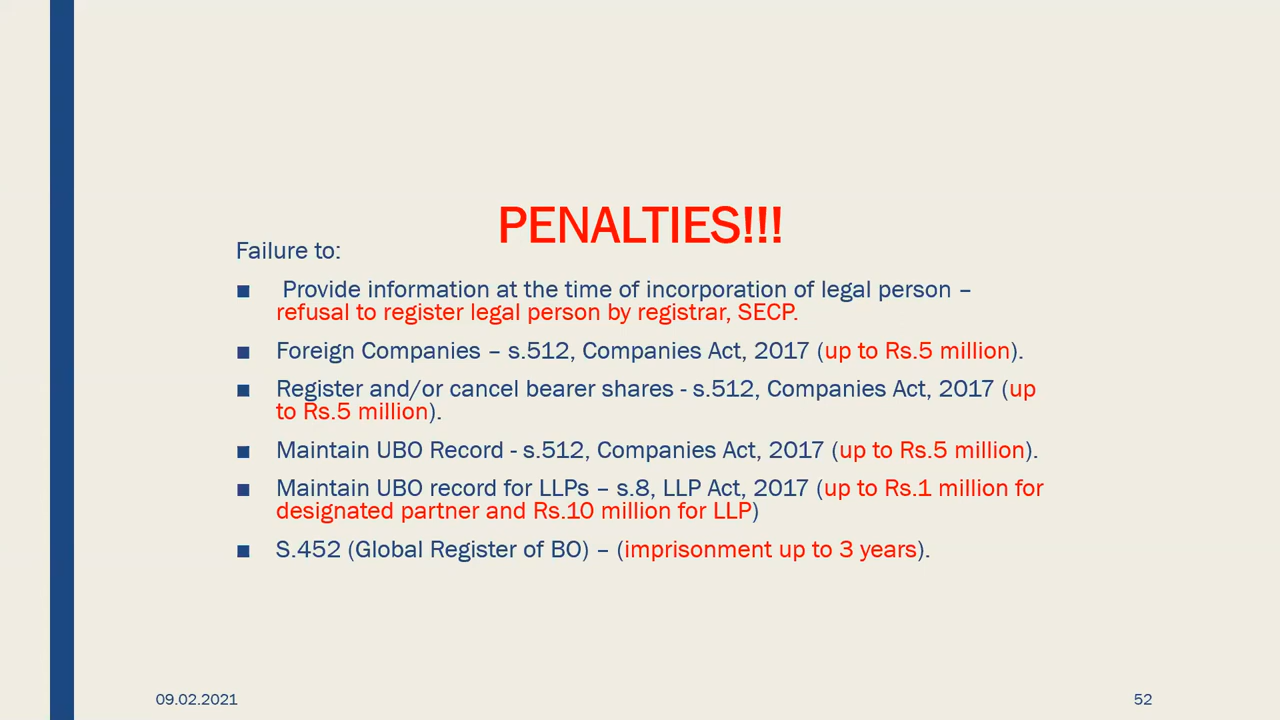 PENALTIES!!!
Failure to:
■ Provide information at the time of incorporation of legal person –
refusal to register legal person by registrar, SECP.
■ Foreign Companies – s.512, Companies Act, 2017 (up to Rs.5 million).
■ Register and/or cancel bearer shares - s.512, Companies Act, 2017 (up
to Rs.5 million).
■ Maintain UBO Record - s.512, Companies Act, 2017 (up to Rs.5 million).
■ Maintain UBO record for LLPs – s.8, LLP Act, 2017 (up to Rs.1 million for
designated partner and Rs.10 million for LLP)
■ S.452 (Global Register of BO) – (imprisonment up to 3 years).
09.02.2021
52